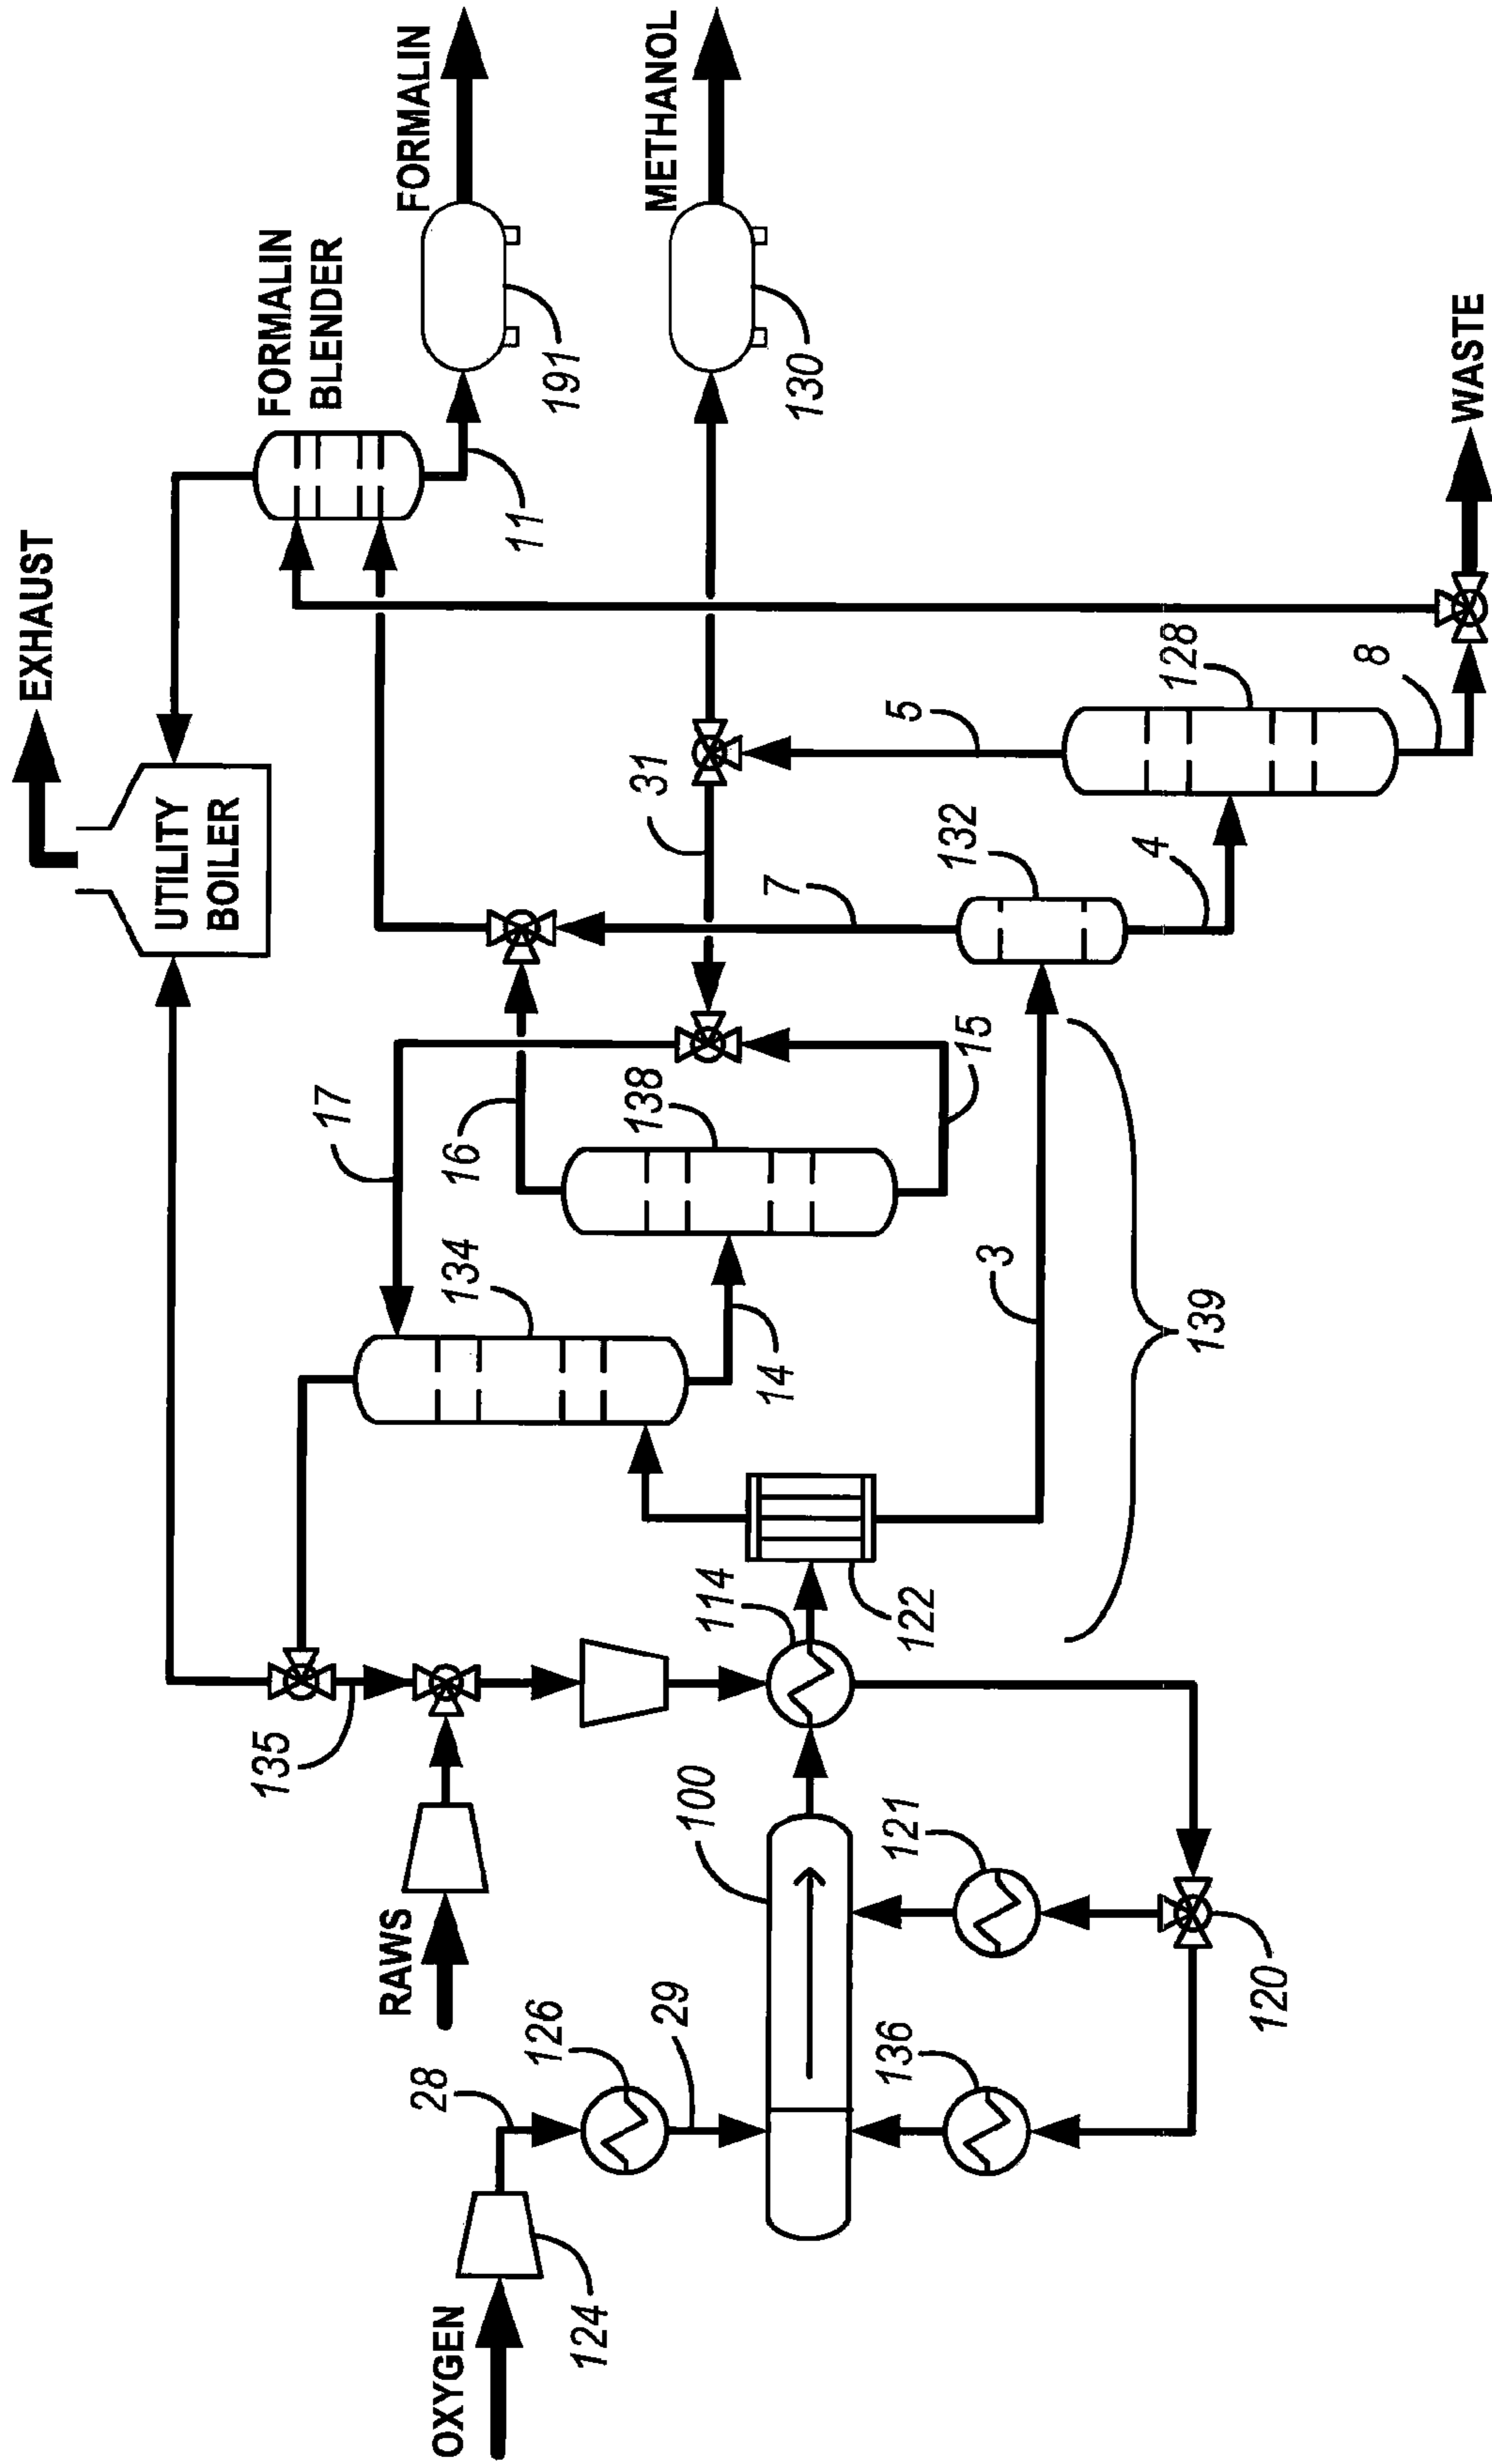 EXHAUST
UTILITY
BOILER
FORMALIN
BLENDER
FORMALIN
METHANOL
WASTE
RAWS
OXYGEN
135
17
134
16
138
31
11
191
130
14
15
7
5
132
128
4
8
3
139
114
122
100
121
120
136
29
126
28
124